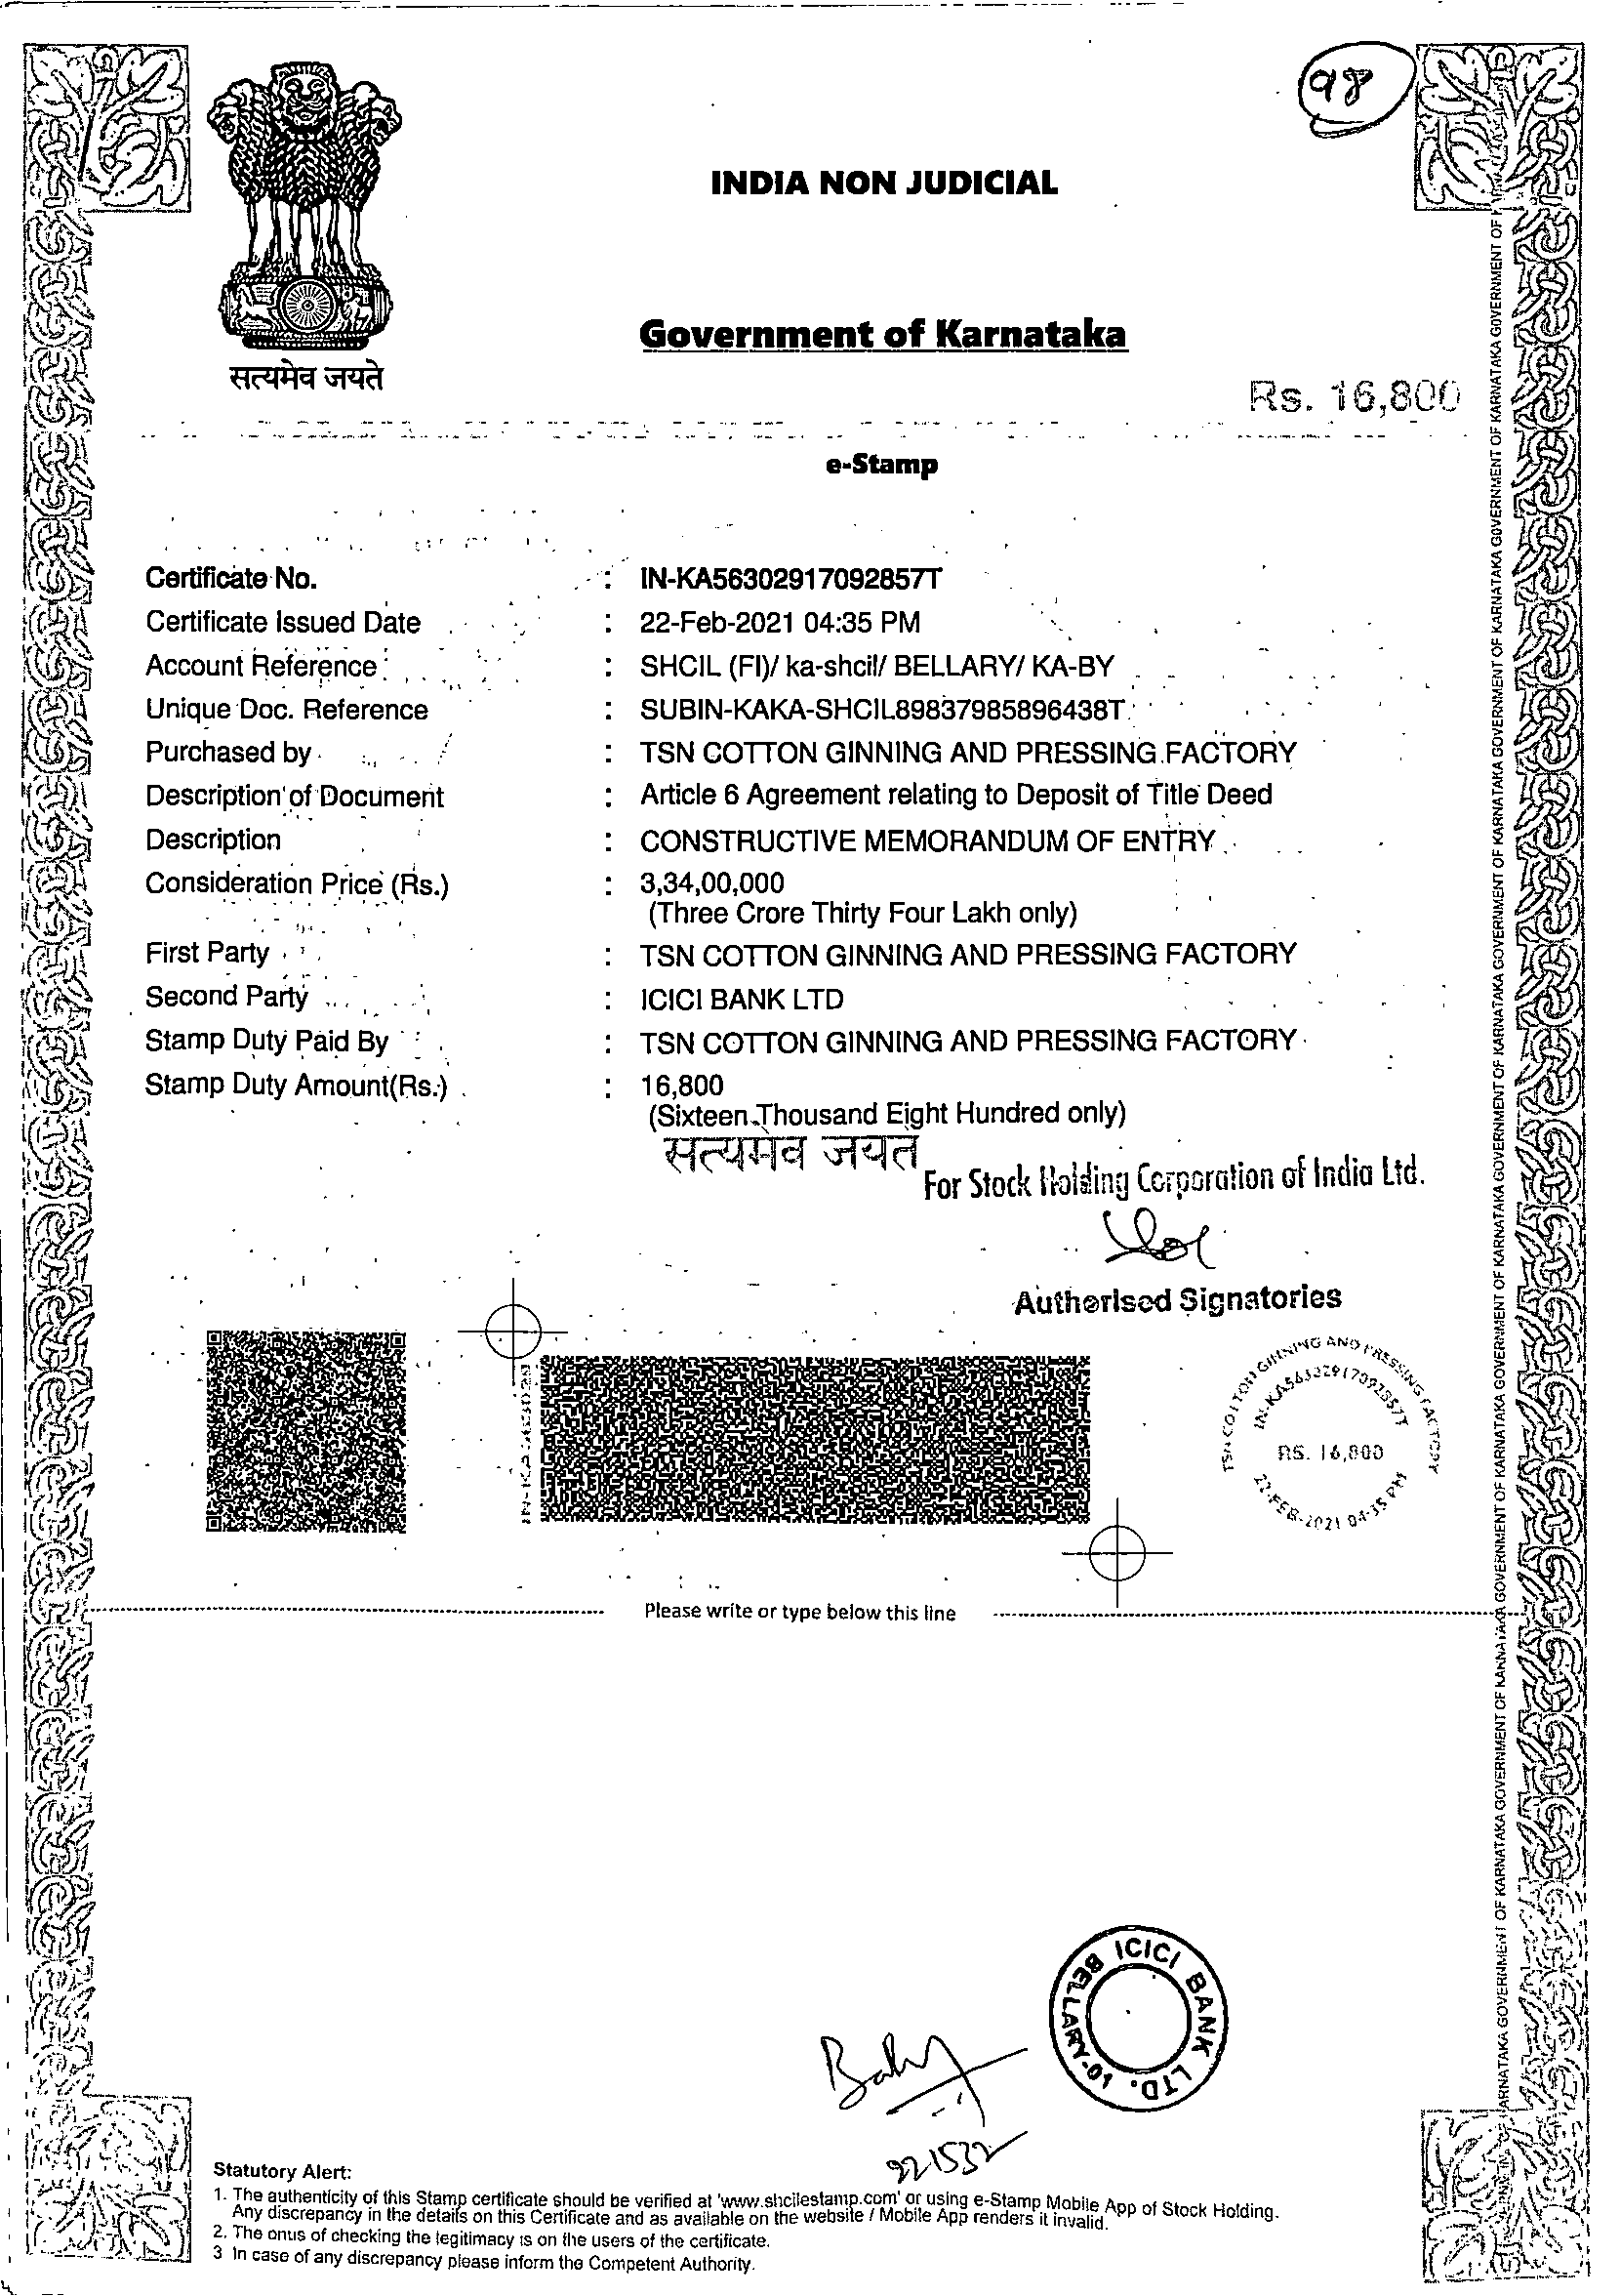 98
INDIA NON JUDICIAL
Government of Karnataka
सत्यमेव जयते
Rs. 16,800
e-Stamp
Certificate No. : IN-KA56302917092857T
Certificate Issued Date : 22-Feb-2021 04:35 PM
Account Reference : SHCIL (FI)/ ka-shcil/ BELLARY/ KA-BY
Unique Doc. Reference : SUBIN-KAKA-SHCIL89837985896438T
Purchased by : TSN COTTON GINNING AND PRESSING FACTORY
Description of Document : Article 6 Agreement relating to Deposit of Title Deed
Description : CONSTRUCTIVE MEMORANDUM OF ENTRY
Consideration Price (Rs.) : 3,34,00,000
(Three Crore Thirty Four Lakh only)
First Party : TSN COTTON GINNING AND PRESSING FACTORY
Second Party : ICICI BANK LTD
Stamp Duty Paid By : TSN COTTON GINNING AND PRESSING FACTORY
Stamp Duty Amount(Rs.) : 16,800
(Sixteen Thousand Eight Hundred only)
सत्यमेव जयते
For Stock Holding Corporation of India Ltd.
Authorised Signatories
TSN COTTON GINNING AND PRESSING FACTORY
IN-KA56302917092857T
RS. 16,800
22-FEB-2021 04:35 PM
Please write or type below this line
ICICI BANK LTD.
BELLARY-01
221532
Statutory Alert:
1. The authenticity of this Stamp certificate should be verified at 'www.shcilestamp.com' or using e-Stamp Mobile App of Stock Holding.
Any discrepancy in the details on this Certificate and as available on the website / Mobile App renders it invalid.
2. The onus of checking the legitimacy is on the users of the certificate.
3 In case of any discrepancy please inform the Competent Authority.
GOVERNMENT OF KARNATAKA GOVERNMENT OF KARNATAKA GOVERNMENT OF KARNATAKA